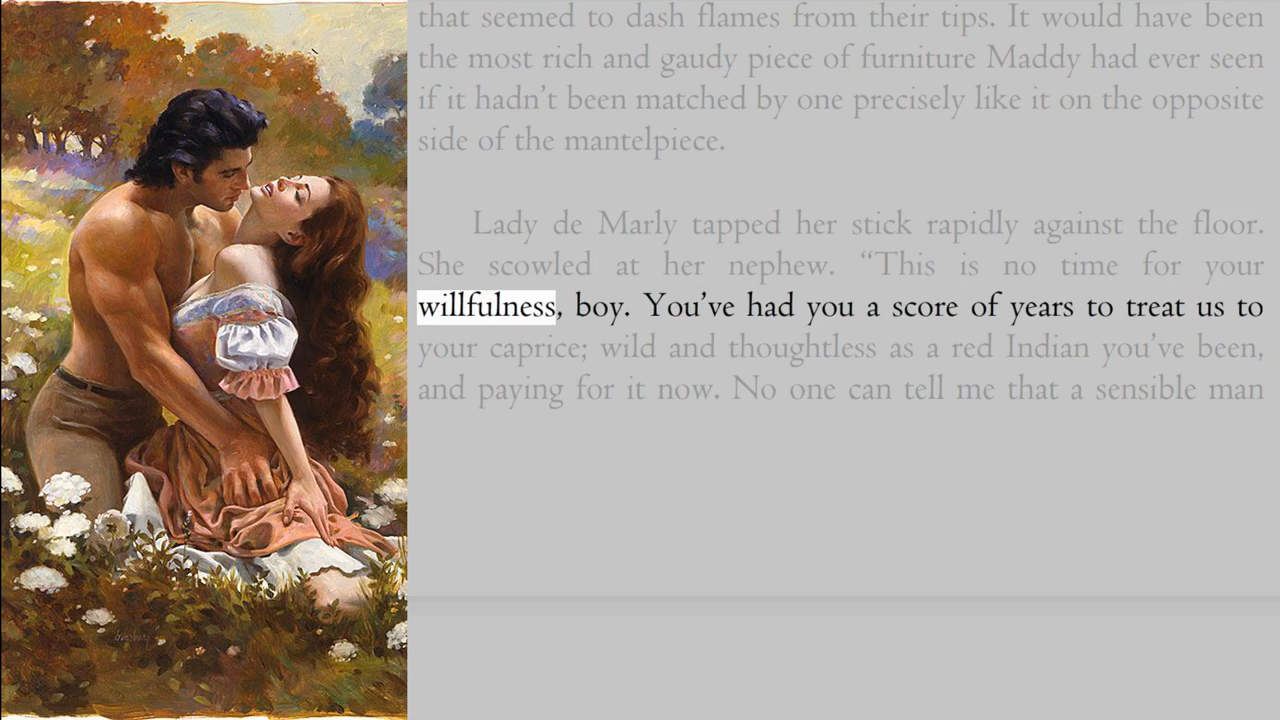 that seemed to dash flames from their tips. It would have been
the most rich and gaudy piece of furniture Maddy had ever seen
if it hadn’t been matched by one precisely like it on the opposite
side of the mantelpiece.
Lady de Marly tapped her stick rapidly against the floor.
She scowled at her nephew. “This is no time for your
willfulness, boy. You’ve had you a score of years to treat us to
your caprice; wild and thoughtless as a red Indian you’ve been,
and paying for it now. No one can tell me that a sensible man